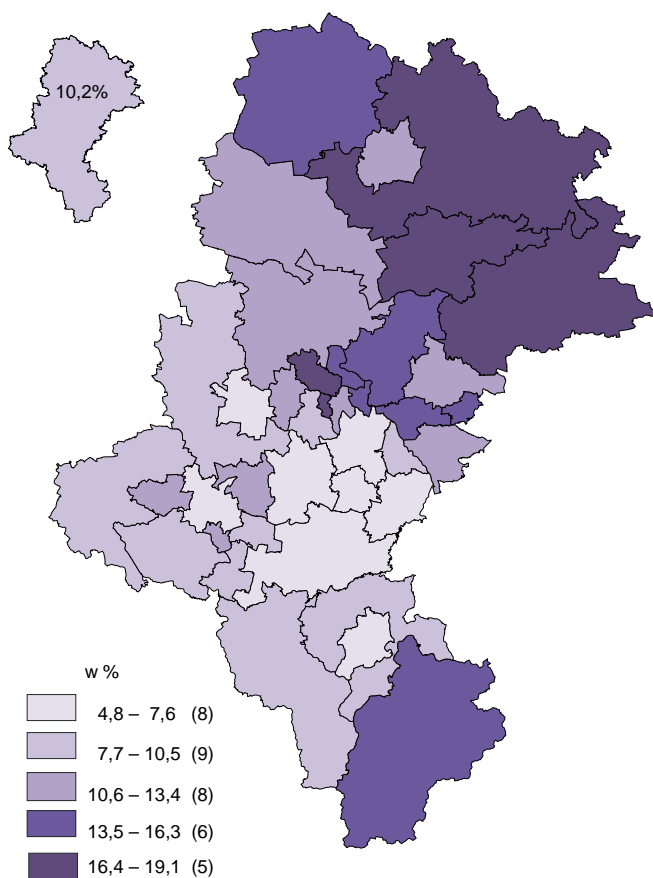 10,2%
w %
4,8 – 7,6 (8)
7,7 – 10,5 (9)
10,6 – 13,4 (8)
13,5 – 16,3 (6)
16,4 – 19,1 (5)